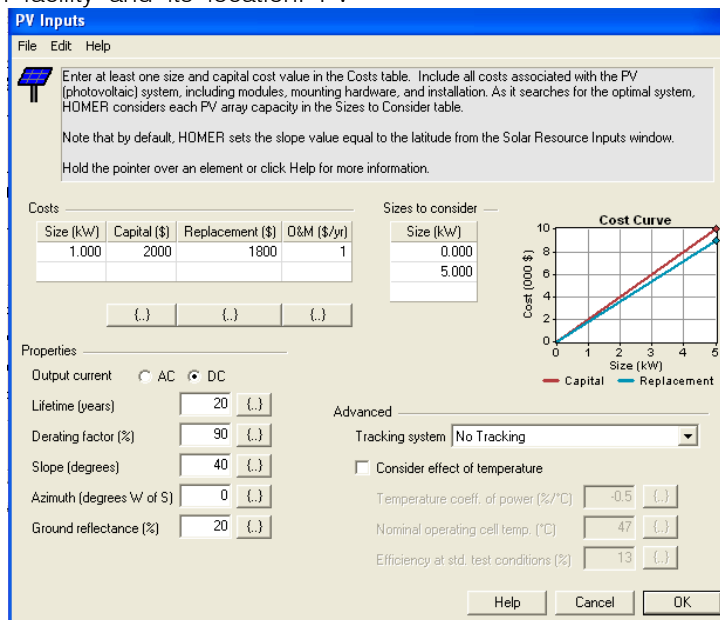 Facility and its location. PV
PV Inputs
File Edit Help
Enter at least one size and capital cost value in the Costs table. Include all costs associated with the PV
(photovoltaic) system, including modules, mounting hardware, and installation. As it searches for the optimal system,
HOMER considers each PV array capacity in the Sizes to Consider table.
Note that by default, HOMER sets the slope value equal to the latitude from the Solar Resource Inputs window.
Hold the pointer over an element or click Help for more information.
Costs
Size (kW) Capital ($) Replacement ($) O&M ($/yr)
1.000 2000 1800 1
{..} {..} {..}
Sizes to consider
Size (kW)
0.000
5.000
Cost Curve
Cost (000 $)
10
8
6
4
2
0
0 1 2 3 4 5
Size (kW)
Capital Replacement
Properties
Output current AC DC
Lifetime (years) 20 {..}
Derating factor (%) 90 {..}
Slope (degrees) 40 {..}
Azimuth (degrees W of S) 0 {..}
Ground reflectance (%) 20 {..}
Advanced
Tracking system No Tracking
Consider effect of temperature
Temperature coeff. of power (%/°C) -0.5 {..}
Nominal operating cell temp. (°C) 47 {..}
Efficiency at std. test conditions (%) 13 {..}
Help Cancel OK